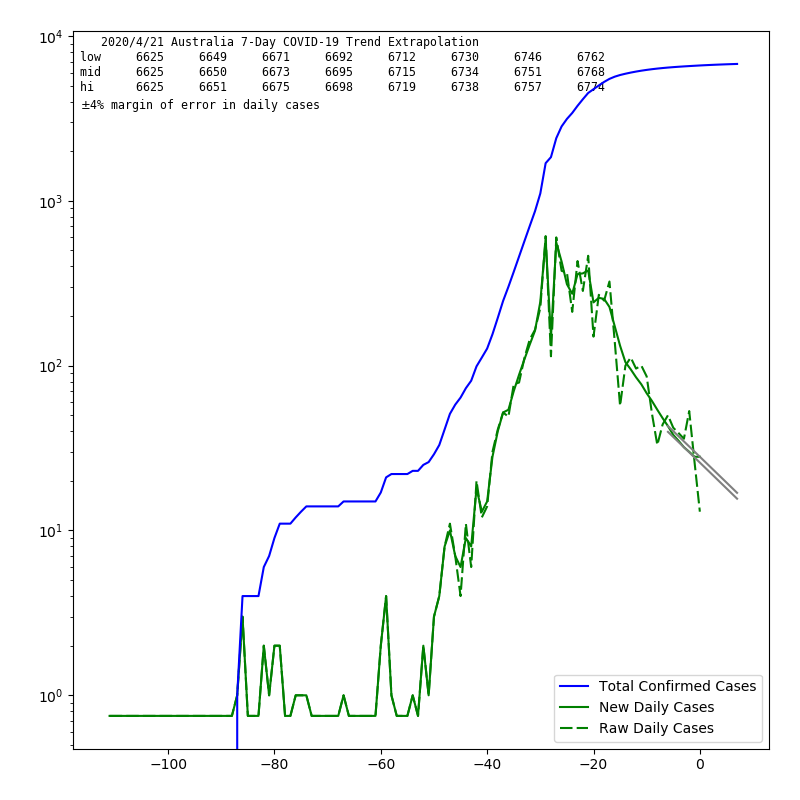 2020/4/21 Australia 7-Day COVID-19 Trend Extrapolation
low 6625 6649 6671 6692 6712 6730 6746 6762
mid 6625 6650 6673 6695 6715 6734 6751 6768
hi 6625 6651 6675 6698 6719 6738 6757 6774
±4% margin of error in daily cases
10⁴
10³
10²
10¹
10⁰
−100 −80 −60 −40 −20 0
Total Confirmed Cases
New Daily Cases
Raw Daily Cases